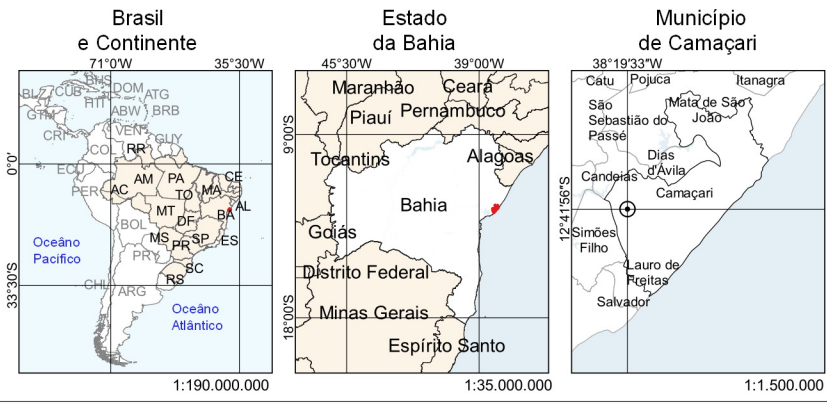 Brasil
e Continente
71°0'W
35°30'W
0°0'
33°30'S
BHS
BLZ
CUB
DOM
ATG
HTI
GTM
ABW
BRB
CRI
VEN
GUY
COL
RR
ECU
AM
PA
CE
PER
AC
TO
MA
AL
MT
BA
DF
BOL
MS
SP
ES
PR
PRY
SC
CHL
RS
ARG
Oceâno
Pacífico
Oceâno
Atlântico
1:190.000.000
Estado
da Bahia
45°30'W
39°00'W
9°00'S
18°00'S
Maranhão
Ceará
Piauí
Pernambuco
Tocantins
Alagoas
Bahia
Goiás
Distrito Federal
Minas Gerais
Espírito Santo
1:35.000.000
Município
de Camaçari
38°19'33"W
12°41'56"S
Catu
Pojuca
Itanagra
São
Sebastião do
Passé
Mata de São
João
Dias
d'Ávila
Candeias
Camaçari
Simões
Filho
Lauro de
Freitas
Salvador
1:1.500.000